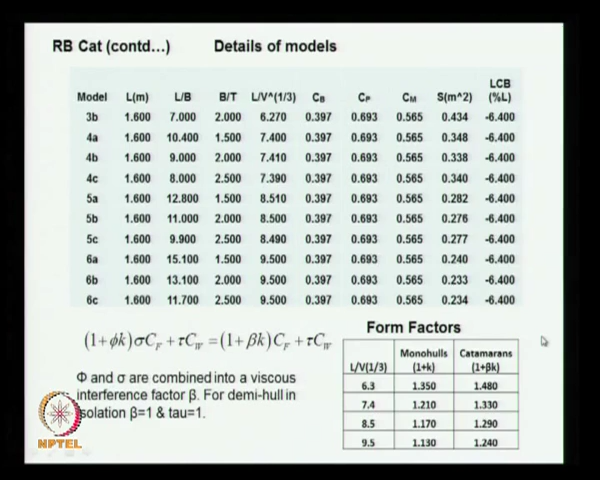 RB Cat (contd...) Details of models
LCB
Model L(m) L/B B/T L/V^(1/3) CB CP CM S(m^2) (%L)
3b 1.600 7.000 2.000 6.270 0.397 0.693 0.565 0.434 -6.400
4a 1.600 10.400 1.500 7.400 0.397 0.693 0.565 0.348 -6.400
4b 1.600 9.000 2.000 7.410 0.397 0.693 0.565 0.338 -6.400
4c 1.600 8.000 2.500 7.390 0.397 0.693 0.565 0.340 -6.400
5a 1.600 12.800 1.500 8.510 0.397 0.693 0.565 0.282 -6.400
5b 1.600 11.000 2.000 8.500 0.397 0.693 0.565 0.276 -6.400
5c 1.600 9.900 2.500 8.490 0.397 0.693 0.565 0.277 -6.400
6a 1.600 15.100 1.500 9.500 0.397 0.693 0.565 0.240 -6.400
6b 1.600 13.100 2.000 9.500 0.397 0.693 0.565 0.233 -6.400
6c 1.600 11.700 2.500 9.500 0.397 0.693 0.565 0.234 -6.400
(1+ϕk)σCF + τCW = (1+βk)CF + τCW
Φ and σ are combined into a viscous
interference factor β. For demi-hull in
isolation β=1 & tau=1.
Form Factors
Monohulls Catamarans
L/V(1/3) (1+k) (1+βk)
6.3 1.350 1.480
7.4 1.210 1.330
8.5 1.170 1.290
9.5 1.130 1.240
NPTEL